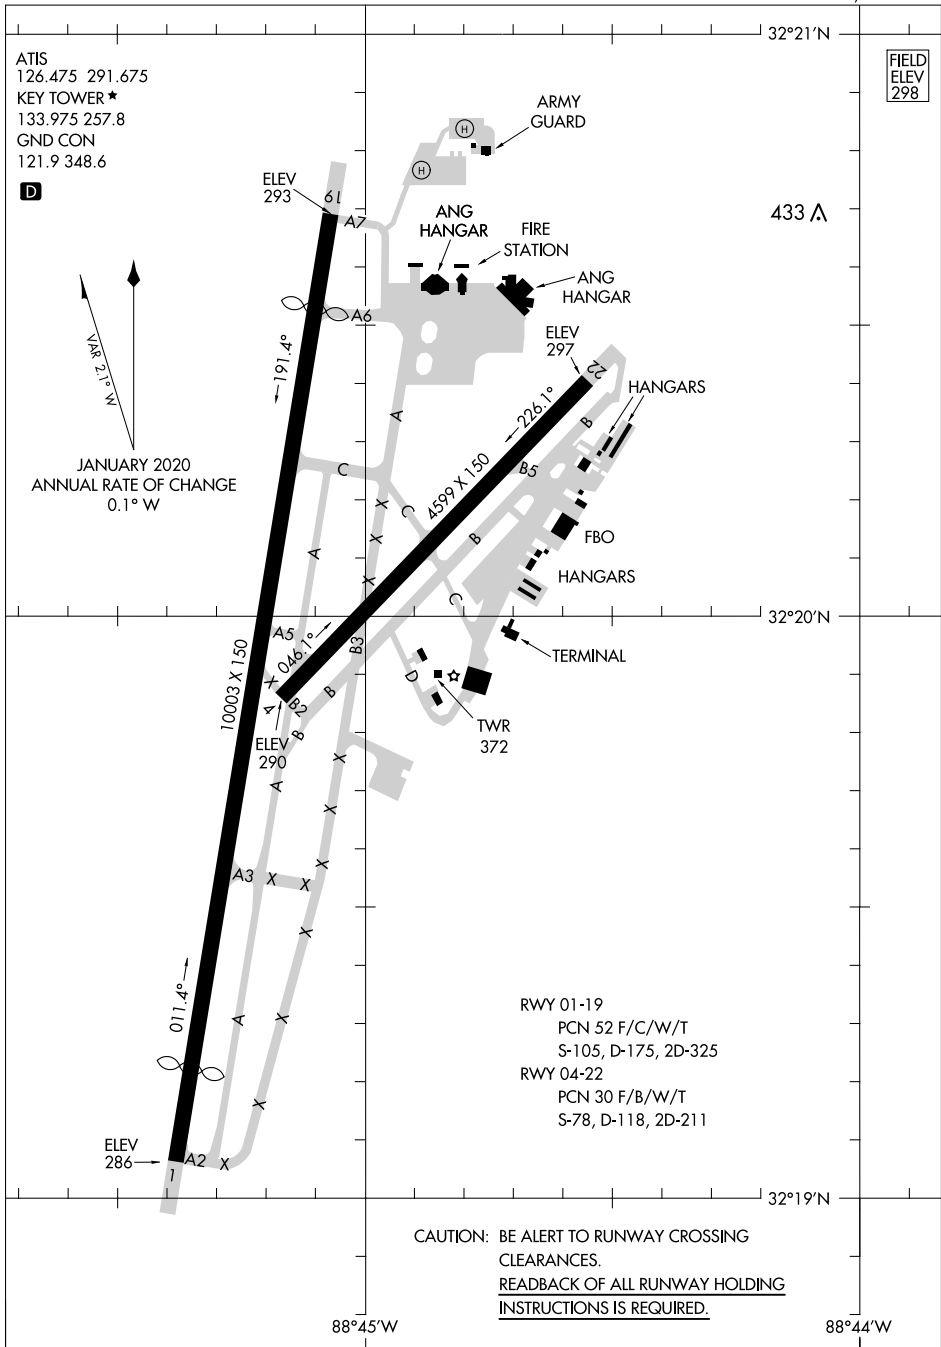 32°21'N
ATIS
126.475 291.675
KEY TOWER★
133.975 257.8
GND CON
121.9 348.6
D
FIELD
ELEV
298
ARMY
GUARD
H
H
ELEV
293
19
A7
ANG
HANGAR
FIRE
STATION
433
ANG
HANGAR
A6
VAR 2.1° W
191.4°
ELEV
297
22
HANGARS
226.1°
A
B
JANUARY 2020
ANNUAL RATE OF CHANGE
0.1° W
C
B5
4599 X 150
X
C
A
X
B
FBO
X
HANGARS
C
32°20'N
A5
046.1°
B3
TERMINAL
10003 X 150
X
4
B2
B
D
B
TWR
372
ELEV
290
X
A
X
X
A3
X
X
X
011.4°
A
X
RWY 01-19
PCN 52 F/C/W/T
S-105, D-175, 2D-325
RWY 04-22
PCN 30 F/B/W/T
S-78, D-118, 2D-211
X
ELEV
286
A2
X
1
32°19'N
CAUTION: BE ALERT TO RUNWAY CROSSING
CLEARANCES.
READBACK OF ALL RUNWAY HOLDING
INSTRUCTIONS IS REQUIRED.
88°45'W
88°44'W